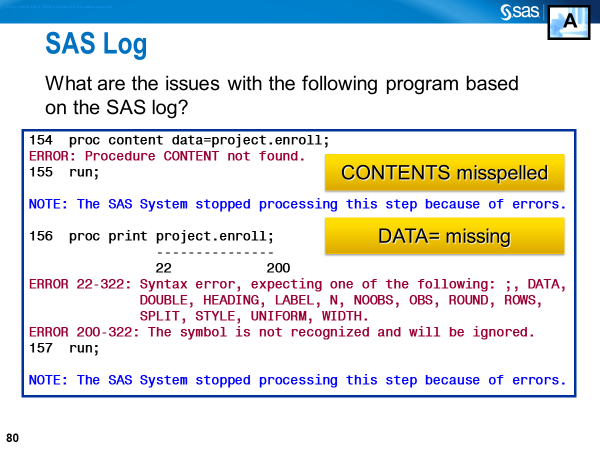 sas
A
SAS Log
What are the issues with the following program based
on the SAS log?
154  proc content data=project.enroll;
ERROR: Procedure CONTENT not found.
155  run;
CONTENTS misspelled
NOTE: The SAS System stopped processing this step because of errors.
156  proc print project.enroll;
DATA= missing
---------------
22            200
ERROR 22-322: Syntax error, expecting one of the following: ;, DATA,
DOUBLE, HEADING, LABEL, N, NOOBS, OBS, ROUND, ROWS,
SPLIT, STYLE, UNIFORM, WIDTH.
ERROR 200-322: The symbol is not recognized and will be ignored.
157  run;
NOTE: The SAS System stopped processing this step because of errors.
80